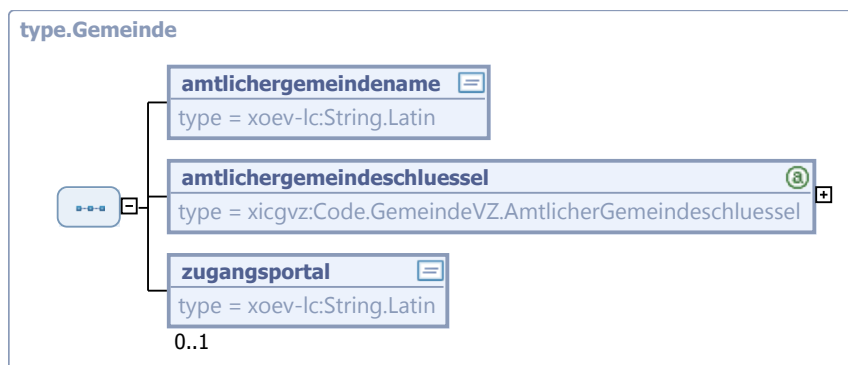 type.Gemeinde
amtlichergemeindename
type = xoev-lc:String.Latin
amtlichergemeindeschluessel
type = xicgvz:Code.GemeindeVZ.AmtlicherGemeindeschluessel
zugangsportal
type = xoev-lc:String.Latin
0..1